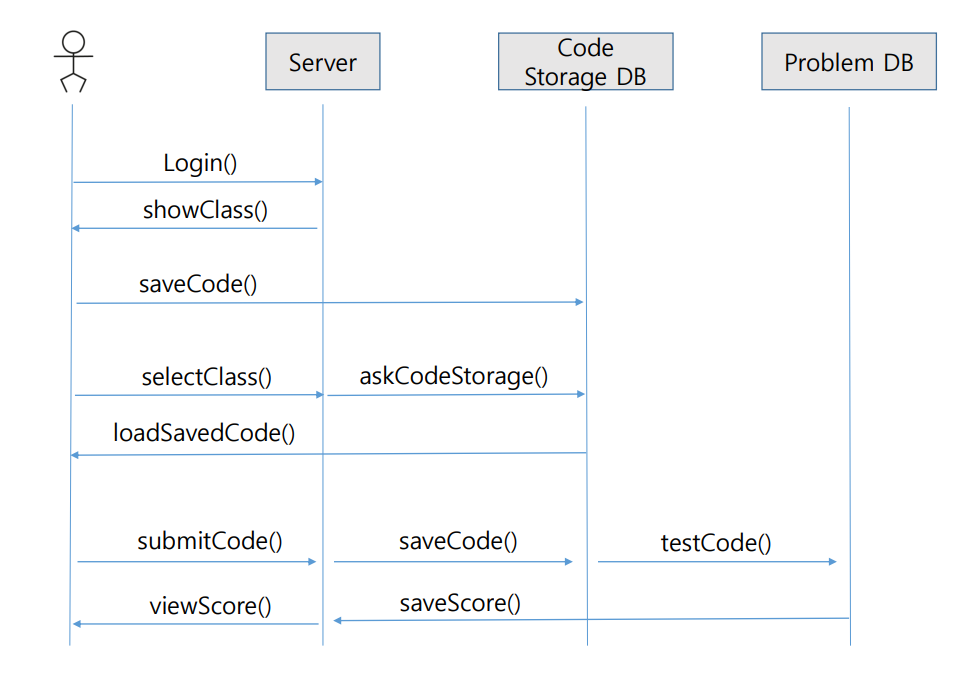 Server
Code
Storage DB
Problem DB
Login()
showClass()
saveCode()
selectClass()
askCodeStorage()
loadSavedCode()
submitCode()
saveCode()
testCode()
viewScore()
saveScore()